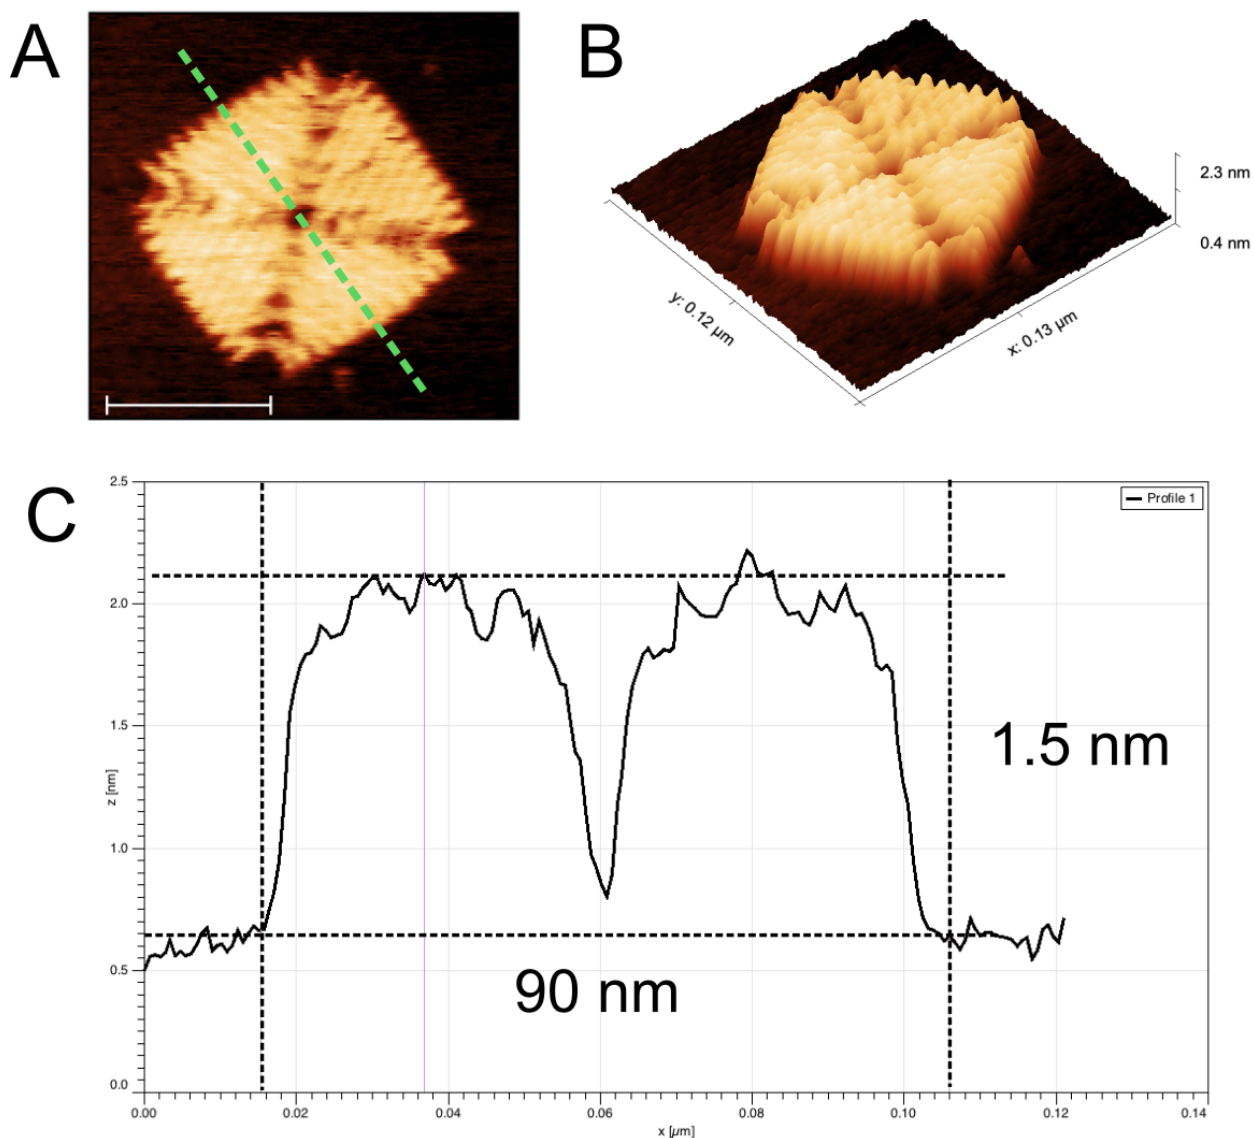 A
B
2.3 nm
0.4 nm
y: 0.12 µm
x: 0.13 µm
C
2.5
Profile 1
2.0
1.5
1.5 nm
z [nm]
1.0
0.5
90 nm
0.0
0.00 0.02 0.04 0.06 0.08 0.10 0.12 0.14
x [µm]